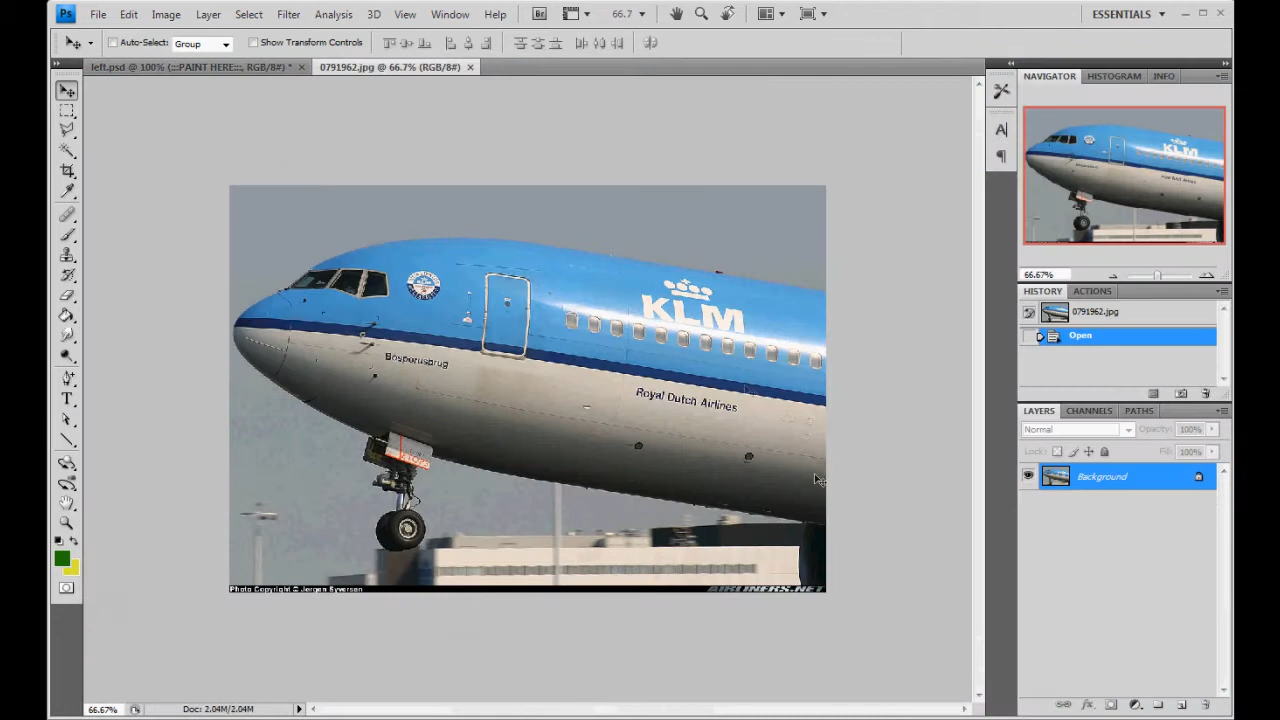 Ps File Edit Image Layer Select Filter Analysis 3D View Window Help Br 66.7 ESSENTIALS
Auto-Select: Group Show Transform Controls
left.psd @ 100% (:::PAINT HERE:::, RGB/8#) * 0791962.jpg @ 66.7% (RGB/8#)
NAVIGATOR HISTOGRAM INFO
KLM
66.67%
HISTORY ACTIONS
0791962.jpg
Open
KLM
Bosporusbrug
Royal Dutch Airlines
LAYERS CHANNELS PATHS
Normal Opacity: 100%
Lock: Fill: 100%
Background
Photo Copyright © Jorgen Syversen AIRLINERS.NET
66.67% Doc: 2.04M/2.04M